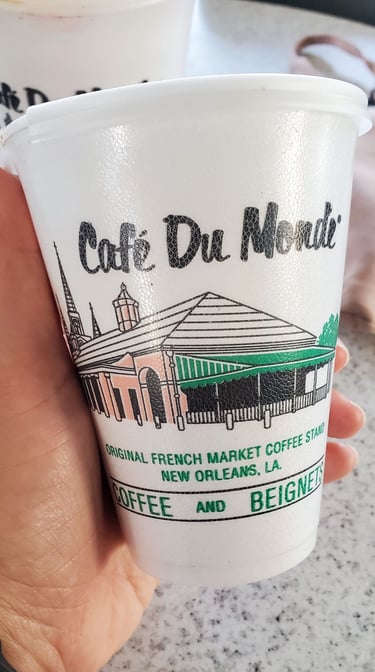 Café Du Monde
ORIGINAL FRENCH MARKET COFFEE STAND
NEW ORLEANS, LA.
COFFEE AND BEIGNETS